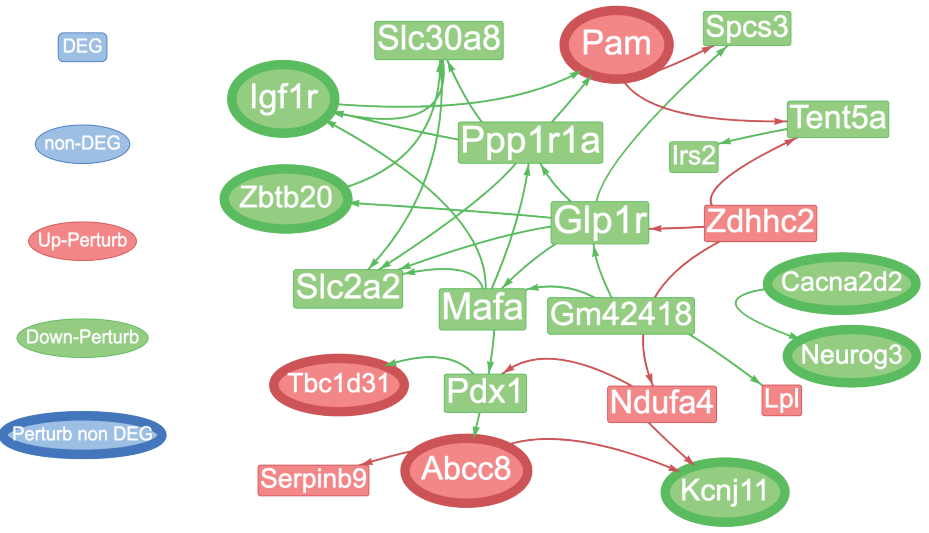 DEG
non-DEG
Up-Perturb
Down-Perturb
Perturb non DEG
Slc30a8
Pam
Spcs3
Igf1r
Tent5a
Ppp1r1a
Irs2
Zbtb20
Glp1r
Zdhhc2
Slc2a2
Mafa
Gm42418
Cacna2d2
Neurog3
Tbc1d31
Pdx1
Ndufa4
Lpl
Serpinb9
Abcc8
Kcnj11